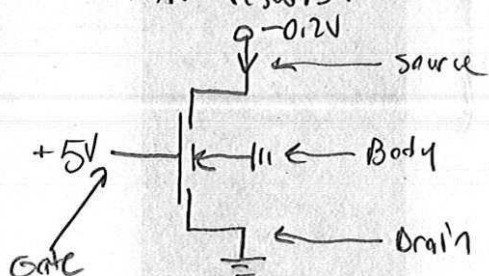 -0.2V
Source
+5V
Body
Drain
Gate